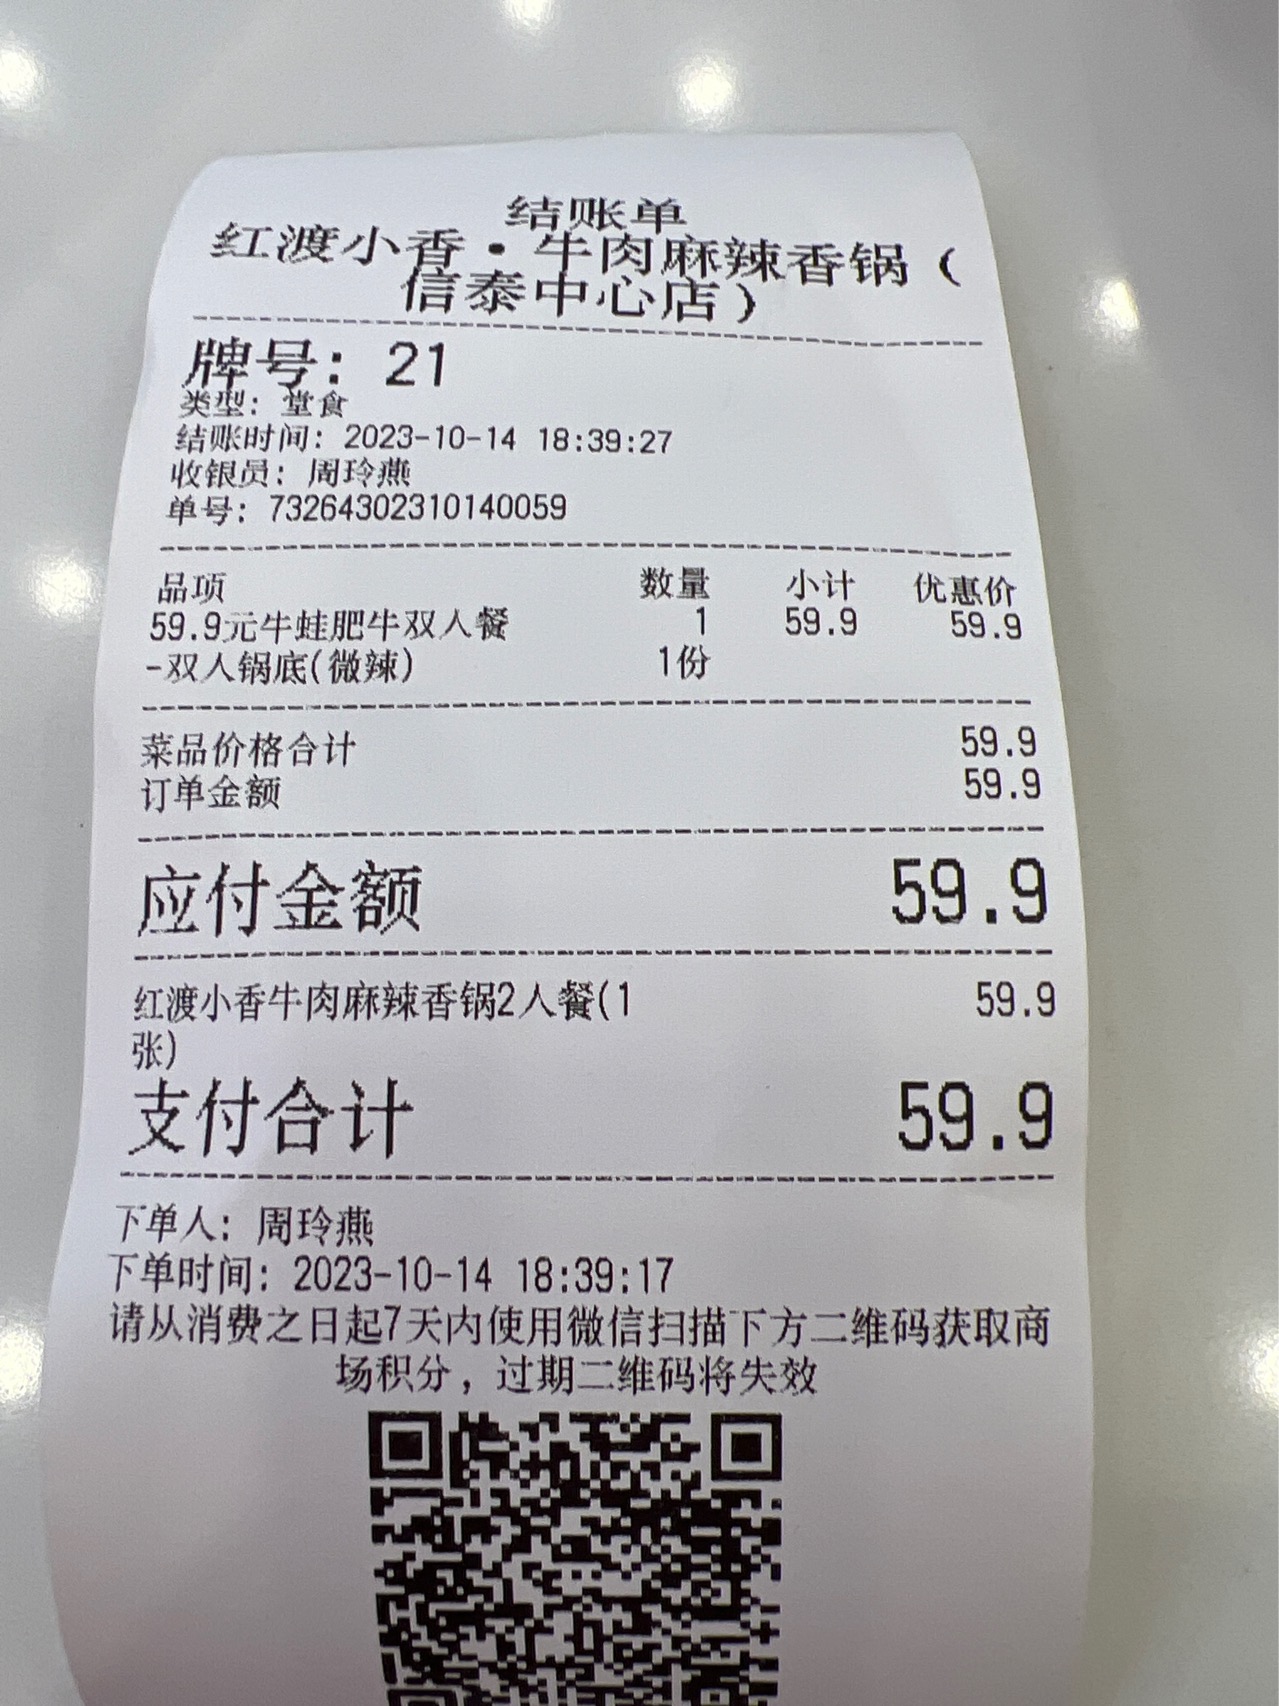 结账单
红渡小香·牛肉麻辣香锅（
信泰中心店）
牌号：21
类型：堂食
结账时间：2023-10-14 18:39:27
收银员：周玲燕
单号：73264302310140059
品项 数量 小计 优惠价
59.9元牛蛙肥牛双人餐 1 59.9 59.9
-双人锅底(微辣) 1份
菜品价格合计 59.9
订单金额 59.9
应付金额 59.9
红渡小香牛肉麻辣香锅2人餐(1 59.9
张)
支付合计 59.9
下单人：周玲燕
下单时间：2023-10-14 18:39:17
请从消费之日起7天内使用微信扫描下方二维码获取商
场积分，过期二维码将失效